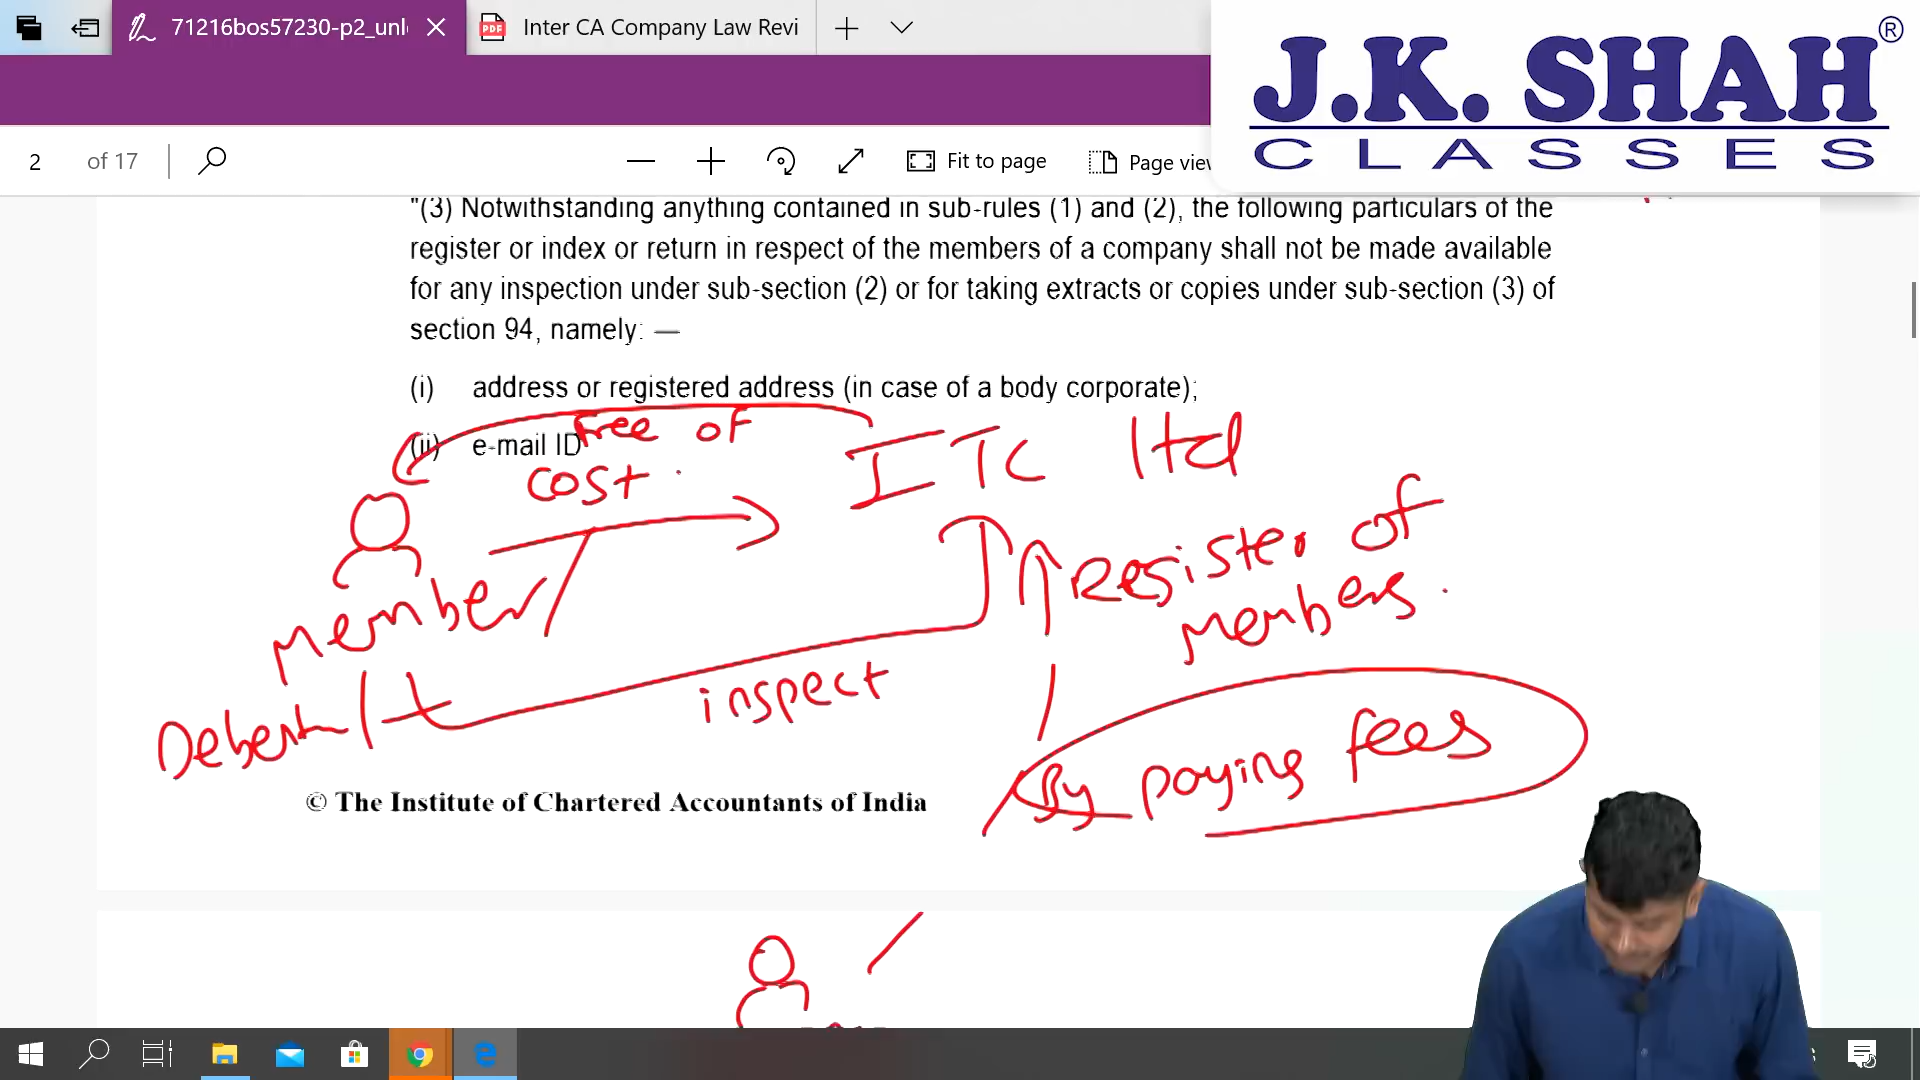 71216bos57230-p2_unl
Inter CA Company Law Revi
J.K. SHAH®
CLASSES
2 of 17
Fit to page
Page view
"(3) Notwithstanding anything contained in sub-rules (1) and (2), the following particulars of the
register or index or return in respect of the members of a company shall not be made available
for any inspection under sub-section (2) or for taking extracts or copies under sub-section (3) of
section 94, namely: —
(i) address or registered address (in case of a body corporate);
(ii) e-mail ID
Free of
cost.
ITC ltd
Register of
members.
member/
inspect
By paying fees
© The Institute of Chartered Accountants of India